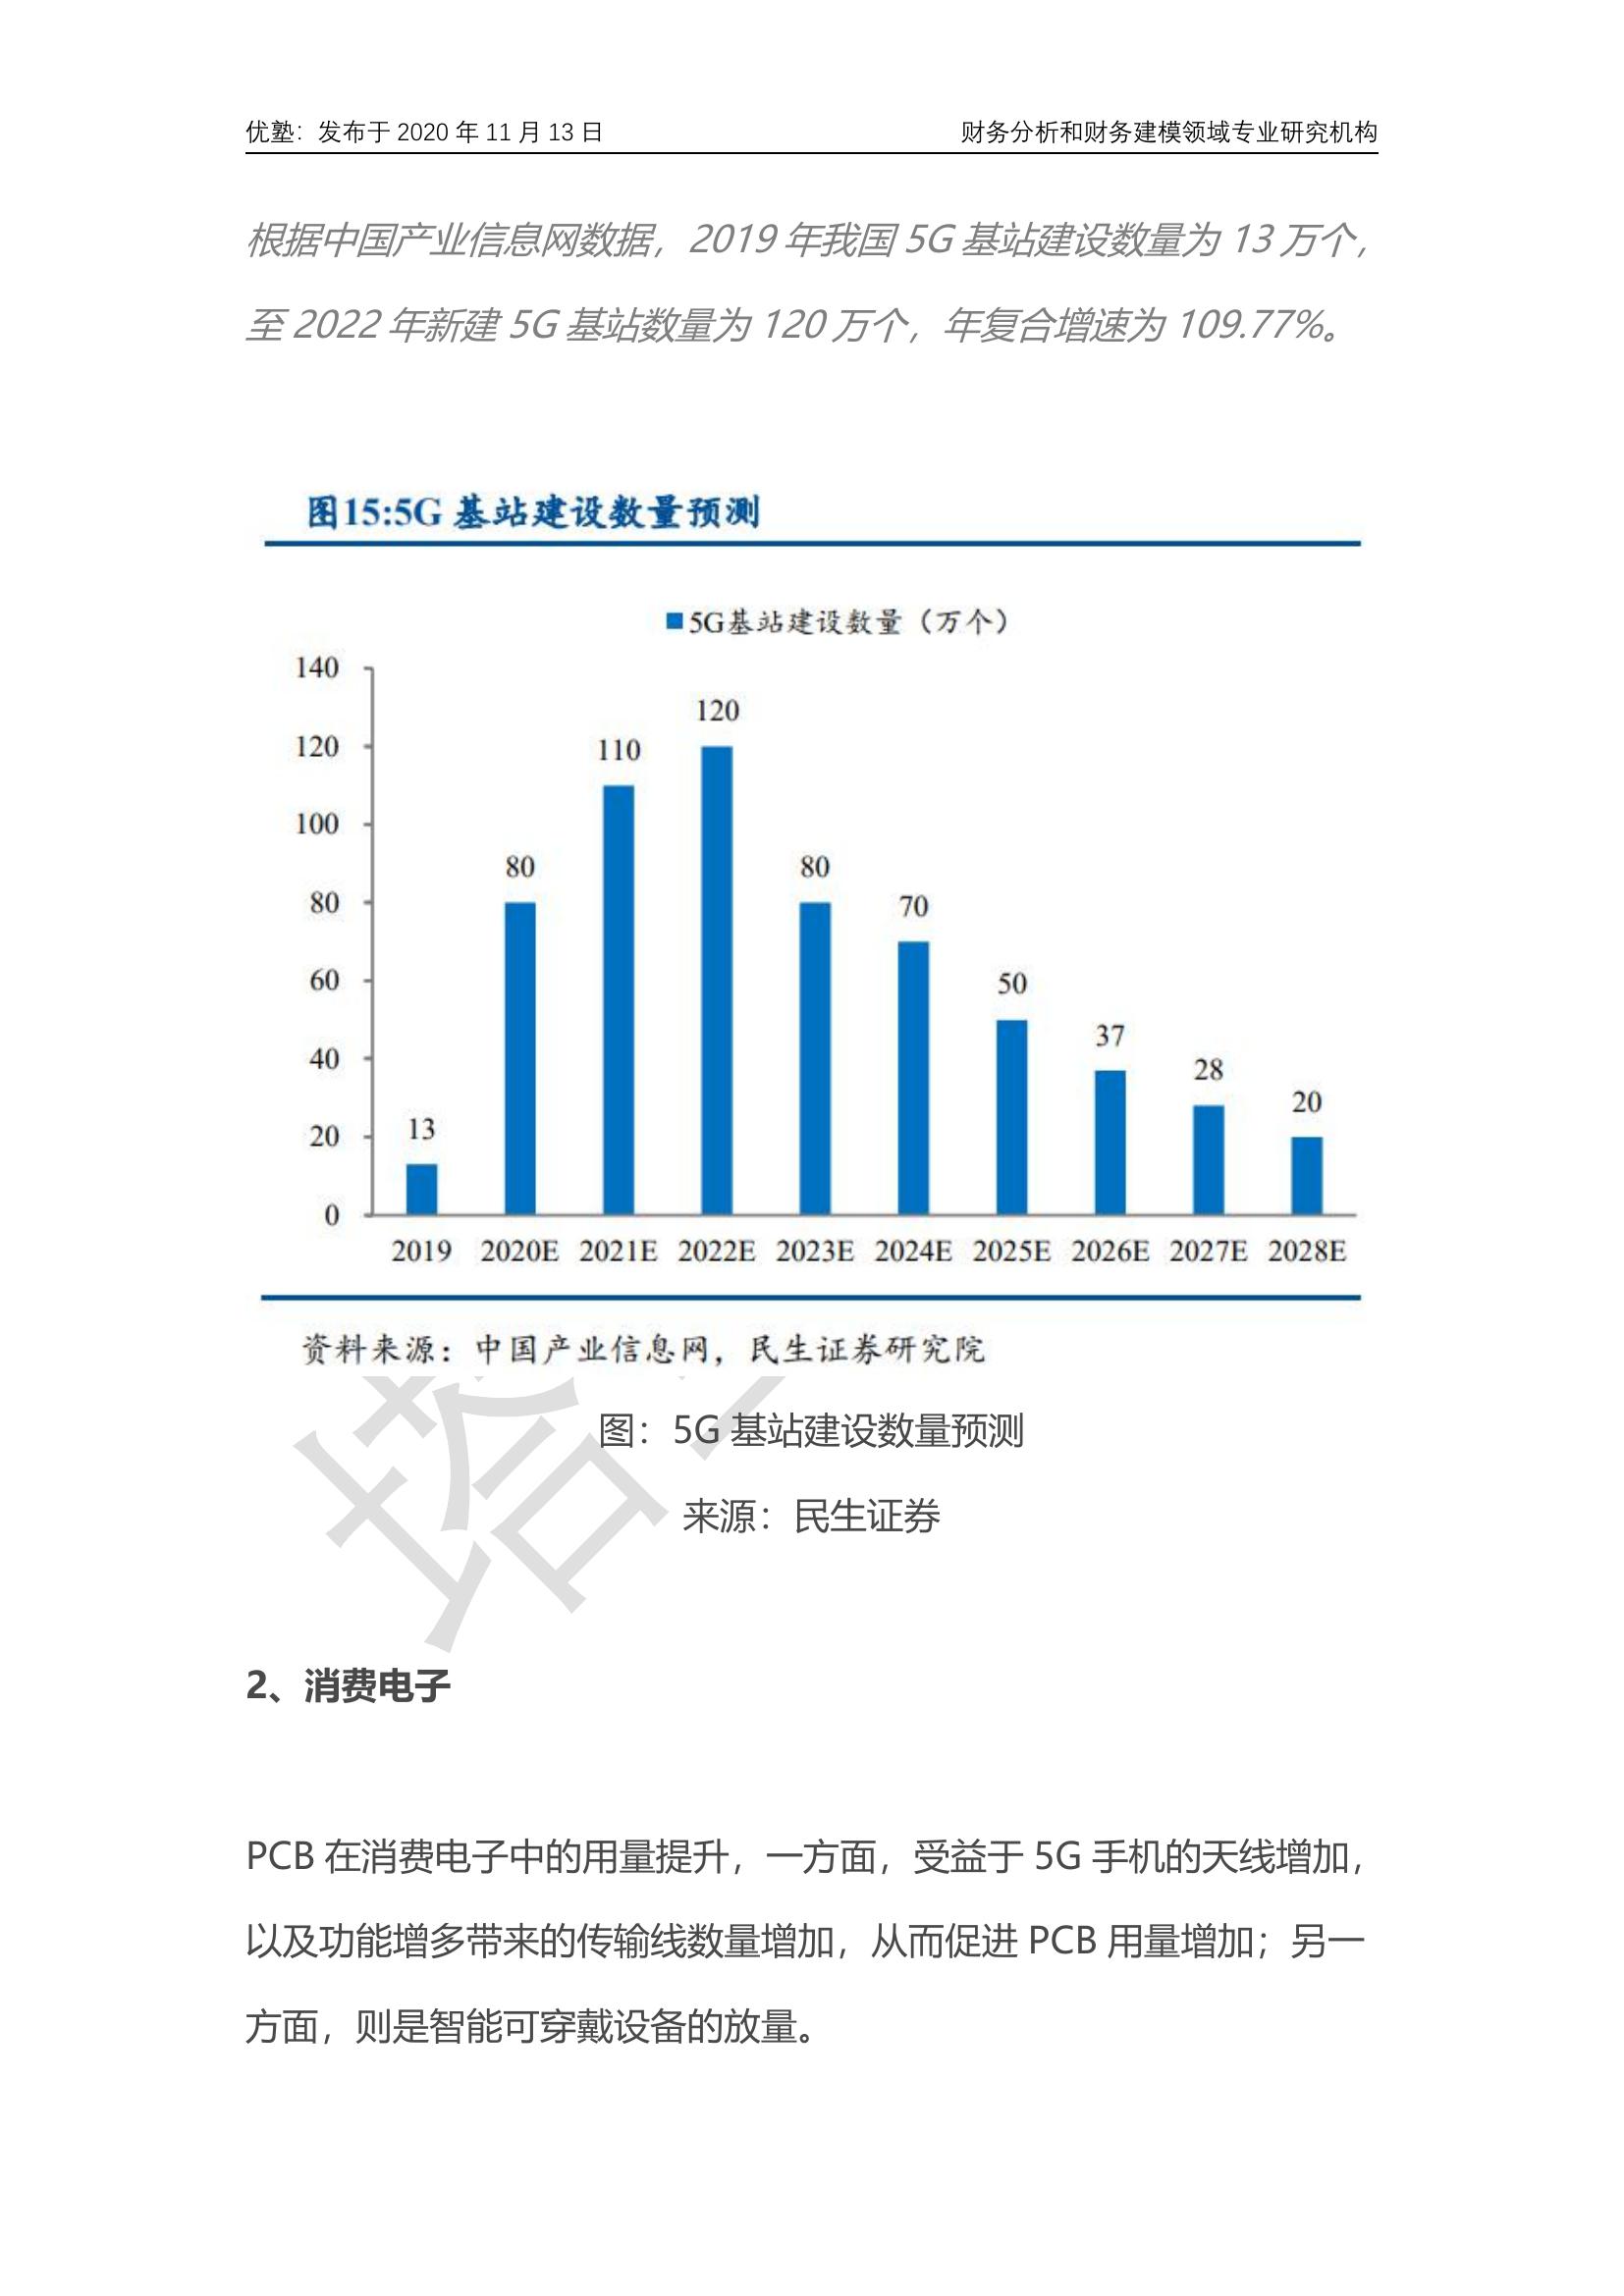 优塾：发布于 2020 年 11 月 13 日 财务分析和财务建模领域专业研究机构
根据中国产业信息网数据，2019 年我国 5G 基站建设数量为 13 万个，
至 2022 年新建 5G 基站数量为 120 万个，年复合增速为 109.77%。
图15:5G 基站建设数量预测
5G基站建设数量（万个）
140
120
100
80
60
40
20
0
13
80
110
120
80
70
50
37
28
20
2019 2020E 2021E 2022E 2023E 2024E 2025E 2026E 2027E 2028E
资料来源：中国产业信息网，民生证券研究院
塔
图：5G 基站建设数量预测
来源：民生证券
2、消费电子
PCB 在消费电子中的用量提升，一方面，受益于 5G 手机的天线增加，
以及功能增多带来的传输线数量增加，从而促进 PCB 用量增加；另一
方面，则是智能可穿戴设备的放量。